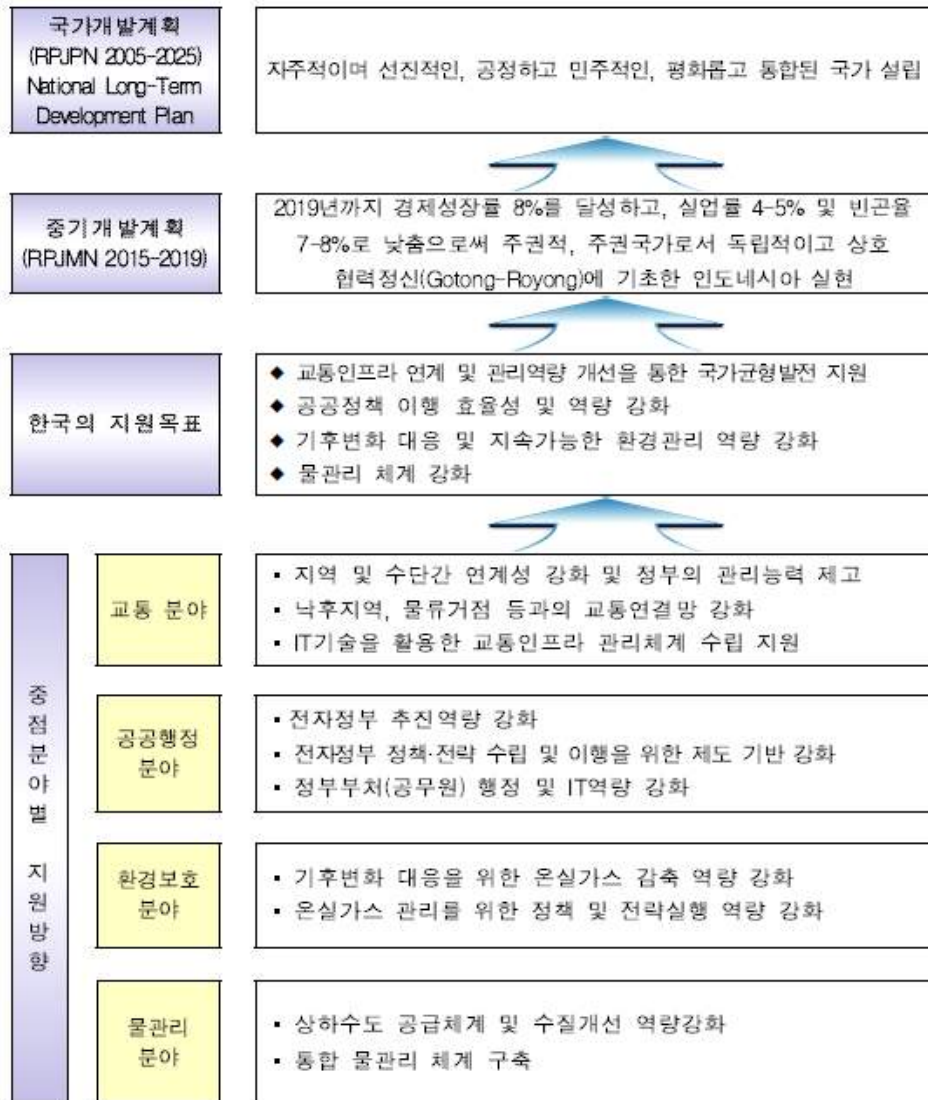 국가개발계획
(RPJPN 2005-2025)
National Long-Term
Development Plan
자주적이며 선진적인, 공정하고 민주적인, 평화롭고 통합된 국가 설립
중기개발계획
(RPJMN 2015-2019)
2019년까지 경제성장률 8%를 달성하고, 실업률 4-5% 및 빈곤율
7-8%로 낮춤으로써 주권적, 주권국가로서 독립적이고 상호
협력정신(Gotong-Royong)에 기초한 인도네시아 실현
한국의 지원목표
◆ 교통인프라 연계 및 관리역량 개선을 통한 국가균형발전 지원
◆ 공공정책 이행 효율성 및 역량 강화
◆ 기후변화 대응 및 지속가능한 환경관리 역량 강화
◆ 물관리 체계 강화
중점분야별 지원방향
교통 분야
▪ 지역 및 수단간 연계성 강화 및 정부의 관리능력 제고
▪ 낙후지역, 물류거점 등과의 교통연결망 강화
▪ IT기술을 활용한 교통인프라 관리체계 수립 지원
공공행정
분야
▪ 전자정부 추진역량 강화
▪ 전자정부 정책·전략 수립 및 이행을 위한 제도 기반 강화
▪ 정부부처(공무원) 행정 및 IT역량 강화
환경보호
분야
▪ 기후변화 대응을 위한 온실가스 감축 역량 강화
▪ 온실가스 관리를 위한 정책 및 전략실행 역량 강화
물관리
분야
▪ 상하수도 공급체계 및 수질개선 역량강화
▪ 통합 물관리 체계 구축